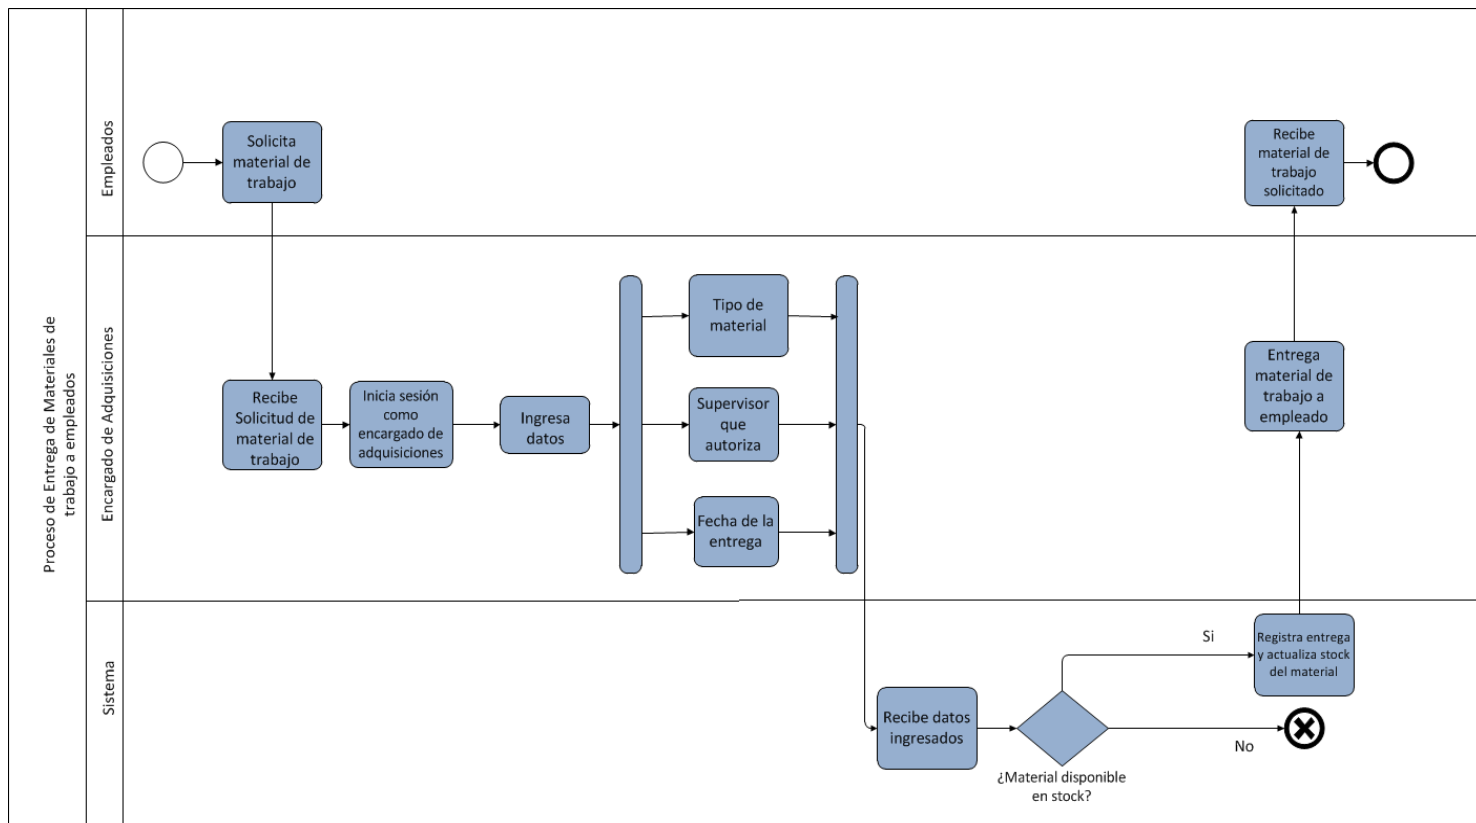 Proceso de Entrega de Materiales de
trabajo a empleados
Empleados
Solicita
material de
trabajo
Recibe
material de
trabajo
solicitado
Encargado de Adquisiciones
Recibe
Solicitud de
material de
trabajo
Inicia sesión
como
encargado de
adquisiciones
Ingresa
datos
Tipo de
material
Supervisor
que
autoriza
Fecha de la
entrega
Entrega
material de
trabajo a
empleado
Sistema
Recibe datos
ingresados
¿Material disponible
en stock?
Si
No
Registra entrega
y actualiza stock
del material